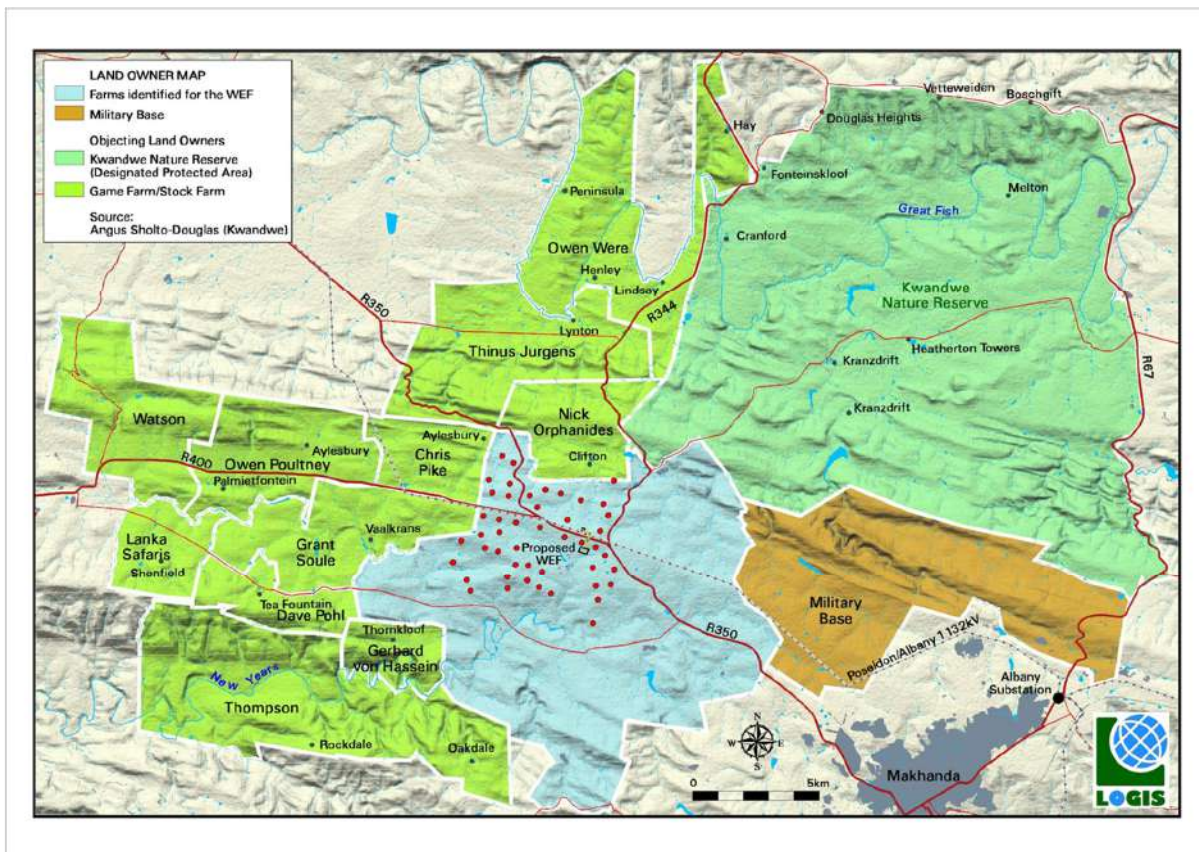 LAND OWNER MAP
Farms identified for the WEF
Military Base
Objecting Land Owners
Kwandwe Nature Reserve
(Designated Protected Area)
Game Farm/Stock Farm
Source:
Angus Sholto-Douglas (Kwandwe)
Vetteweiden
Boschgift
Douglas Heights
Hay
Fonteinskloof
Peninsula
Melton
Great Fish
Cranford
Owen Were
Henley
Lindsay
Kwandwe
Nature Reserve
R350
R344
Lynton
Thinus Jurgens
Heatherton Towers
Kranzdrift
R67
Kranzdrift
Nick
Orphanides
Clifton
Watson
Aylesbury
Aylesbury
Chris
Pike
R400
Owen Poultney
Palmietfontein
Vaalkrans
Lanka
Safaris
Shenfield
Grant
Soule
Proposed
WEF
Tea Fountain
Dave Pohl
Military
Base
Thornkloof
Gerhard
von Hassein
R350
Poseidon/Albany 1 132kV
New Years
Thompson
Albany
Substation
Rockdale
Oakdale
N
W
E
S
0
5km
Makhanda
LOGIS